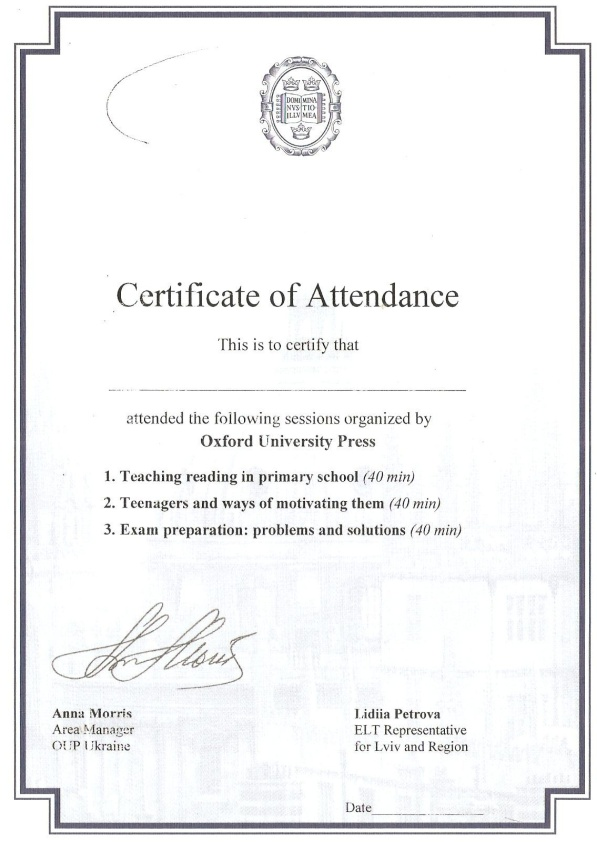 DOMI MINA
NVS TIO
ILLV MEA
Certificate of Attendance
This is to certify that
attended the following sessions organized by
Oxford University Press
1. Teaching reading in primary school (40 min)
2. Teenagers and ways of motivating them (40 min)
3. Exam preparation: problems and solutions (40 min)
Anna Morris
Area Manager
OUP Ukraine
Lidiia Petrova
ELT Representative
for Lviv and Region
Date